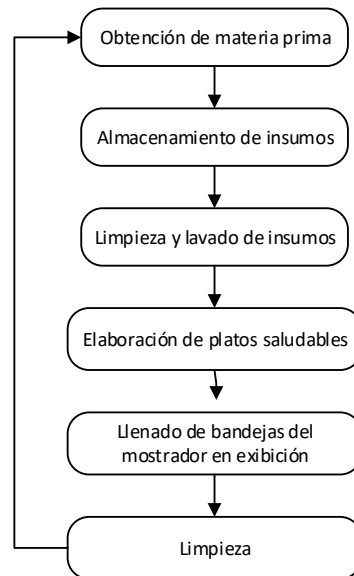 Obtención de materia prima
Almacenamiento de insumos
Limpieza y lavado de insumos
Elaboración de platos saludables
Llenado de bandejas del
mostrador en exibición
Limpieza